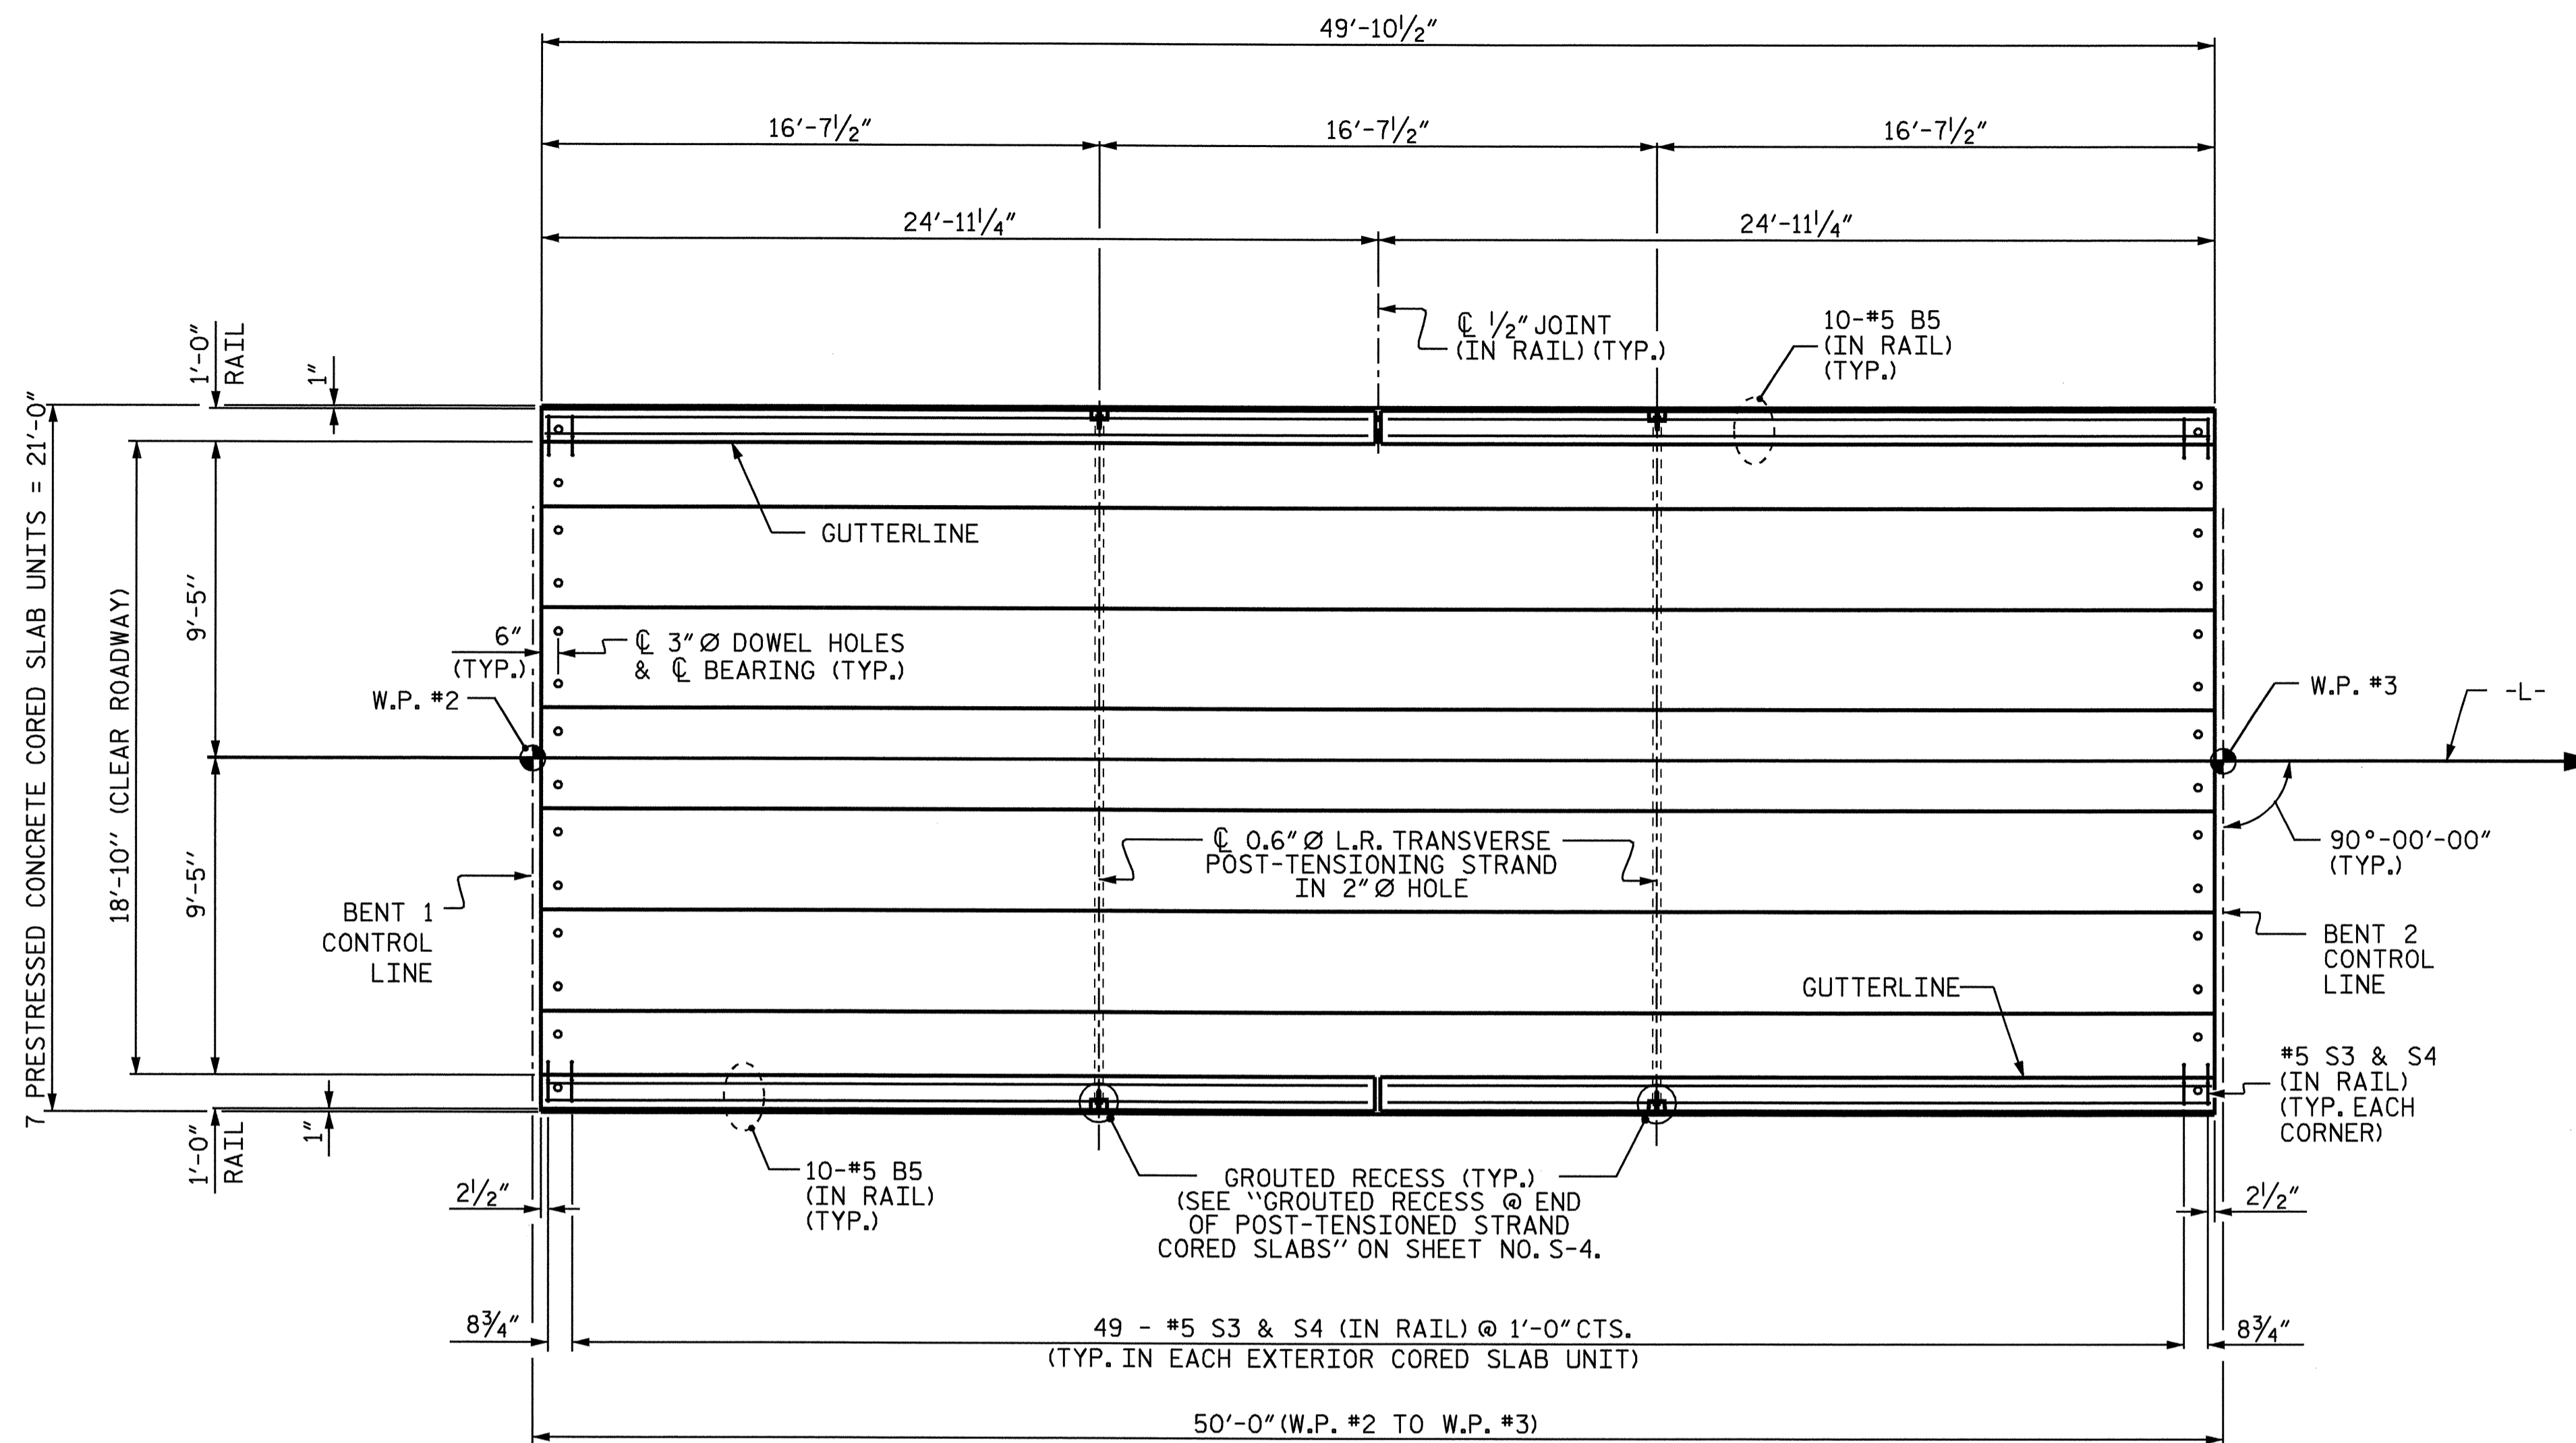 49'-10½"
16'-7½"
16'-7½"
16'-7½"
24'-11¼"
24'-11¼"
1'-0"
RAIL
1"
℄ ½" JOINT
(IN RAIL) (TYP.)
10-#5 B5
(IN RAIL)
(TYP.)
7 PRESTRESSED CONCRETE CORED SLAB UNITS = 21'-0"
18'-10" (CLEAR ROADWAY)
9'-5"
9'-5"
GUTTERLINE
6"
(TYP.)
℄ 3" Ø DOWEL HOLES
& ℄ BEARING (TYP.)
W.P. #2
W.P. #3
-L-
90°-00'-00"
(TYP.)
℄ 0.6" Ø L.R. TRANSVERSE
POST-TENSIONING STRAND
IN 2" Ø HOLE
BENT 1
CONTROL
LINE
BENT 2
CONTROL
LINE
GUTTERLINE
#5 S3 & S4
(IN RAIL)
(TYP. EACH
CORNER)
1'-0"
RAIL
1"
10-#5 B5
(IN RAIL)
(TYP.)
GROUTED RECESS (TYP.)
(SEE "GROUTED RECESS @ END
OF POST-TENSIONED STRAND
CORED SLABS" ON SHEET NO. S-4.
2½"
2½"
8¾"
49 - #5 S3 & S4 (IN RAIL) @ 1'-0" CTS.
(TYP. IN EACH EXTERIOR CORED SLAB UNIT)
8¾"
50'-0" (W.P. #2 TO W.P. #3)